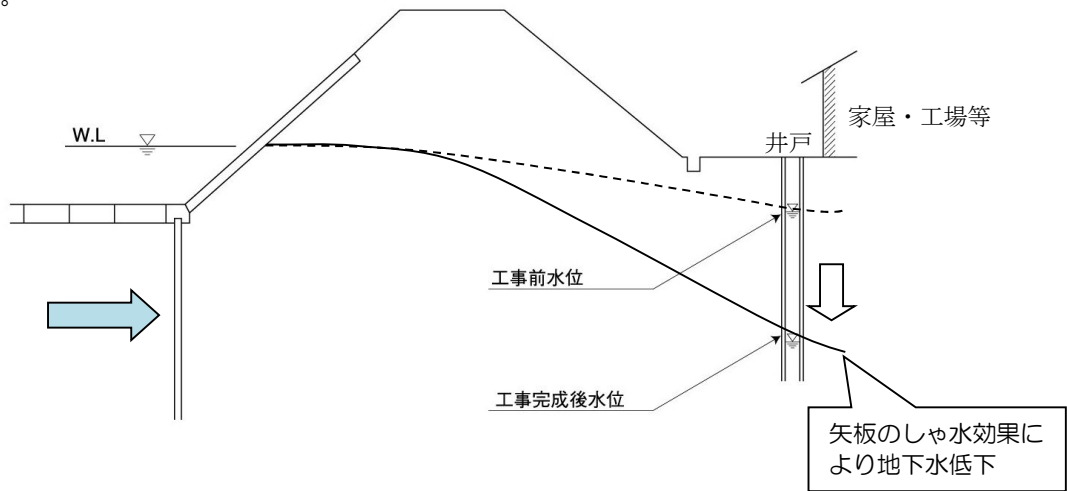 。
W.L
家屋・工場等
井戸
工事前水位
工事完成後水位
矢板のしゃ水効果に
より地下水低下